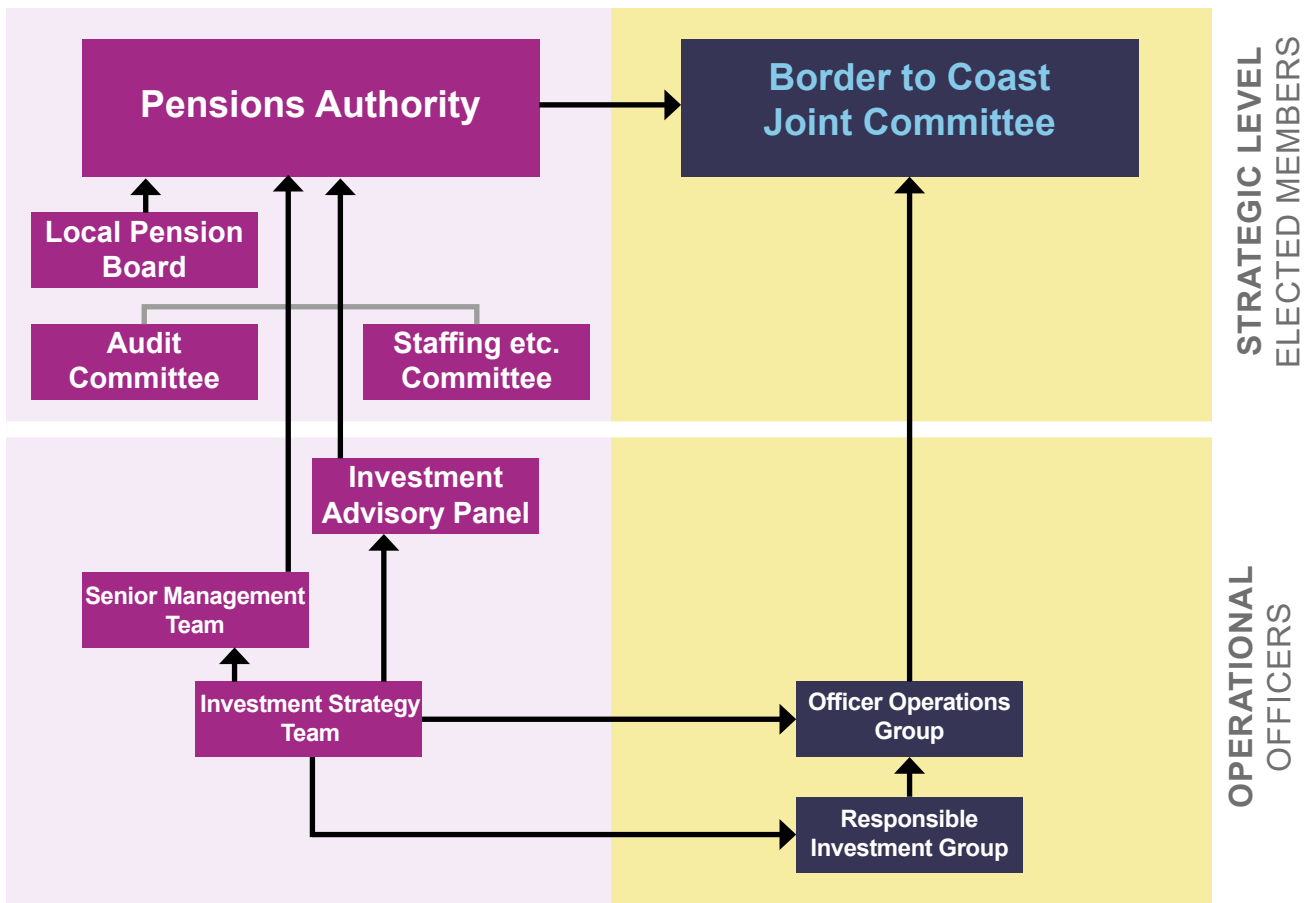 Pensions Authority
Border to Coast
Joint Committee
Local Pension
Board
Audit
Committee
Staffing etc.
Committee
STRATEGIC LEVEL
ELECTED MEMBERS
Investment
Advisory Panel
Senior Management
Team
Investment Strategy
Team
Officer Operations
Group
Responsible
Investment Group
OPERATIONAL
OFFICERS